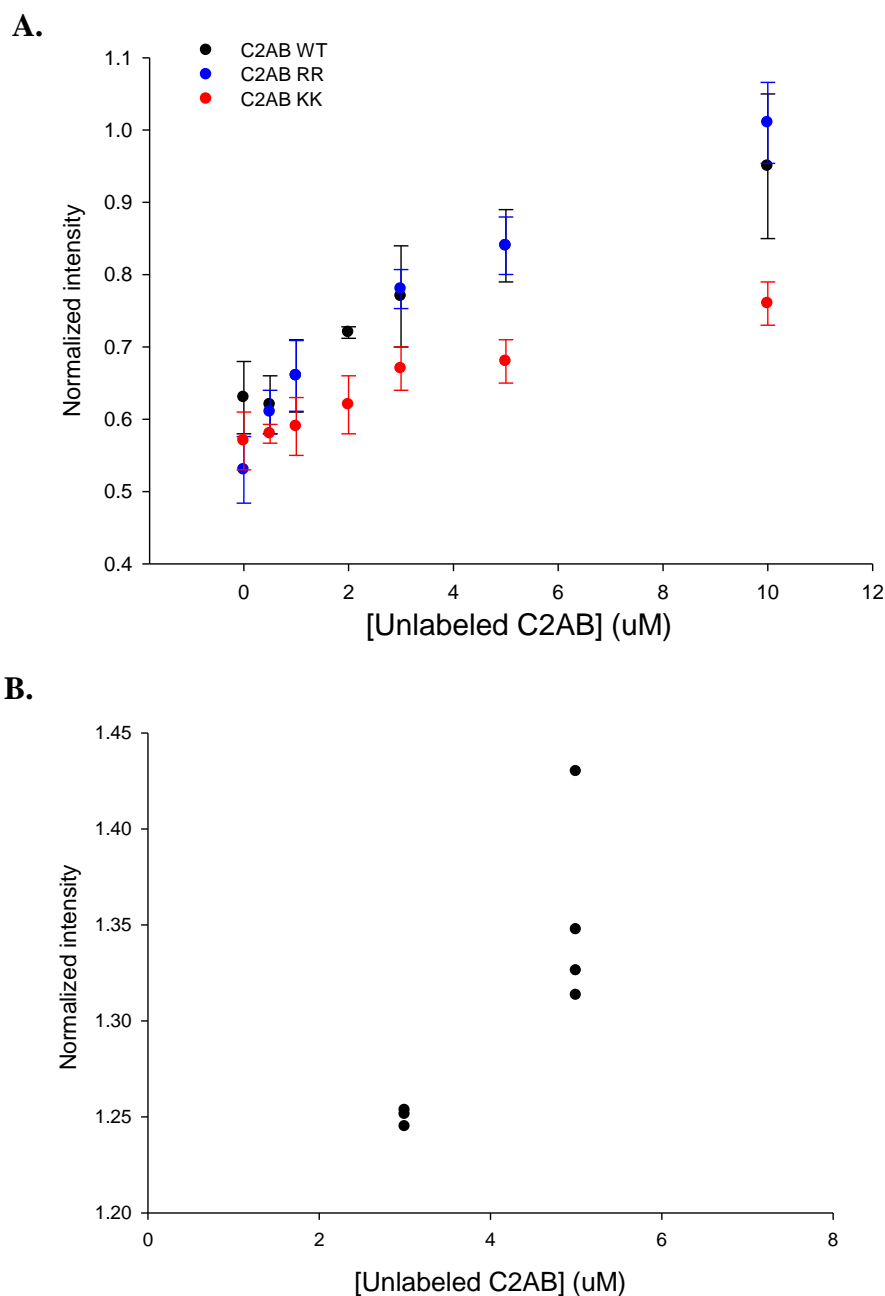 A.
C2AB WT
C2AB RR
C2AB KK
1.1
1.0
0.9
0.8
0.7
0.6
0.5
0.4
Normalized intensity
0 2 4 6 8 10 12
[Unlabeled C2AB] (uM)
B.
1.45
1.40
1.35
1.30
1.25
1.20
Normalized intensity
0 2 4 6 8
[Unlabeled C2AB] (uM)